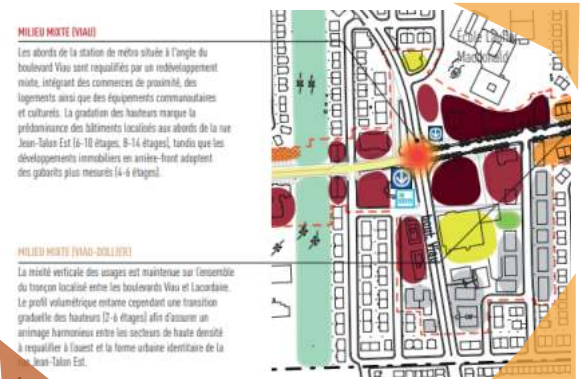 MILIEU MIXTE (VIAU)
Les abords de la station de métro située à l'angle du
boulevard Viau sont requalifiés par un redéveloppement
mixte, intégrant des commerces de proximité, des
logements ainsi que des équipements communautaires
et culturels. La gradation des hauteurs marque la
prédominance des bâtiments localisés aux abords de la rue
Jean-Talon Est (6-10 étages, 8-14 étages), tandis que les
développements immobiliers en arrière-front adoptent
des gabarits plus mesurés (4-6 étages).
MILIEU MIXTE (VIAU-DOLLIER)
La mixité verticale des usages est maintenue sur l'ensemble
du tronçon localisé entre les boulevards Viau et Lacordaire.
Le profil volumétrique entame cependant une transition
graduelle des hauteurs (2-6 étages) afin d'assurer un
arrimage harmonieux entre les secteurs de haute densité
à requalifier à l'ouest et la forme urbaine identitaire de la
rue Jean-Talon Est.
École
Macdonald
boul. Viau